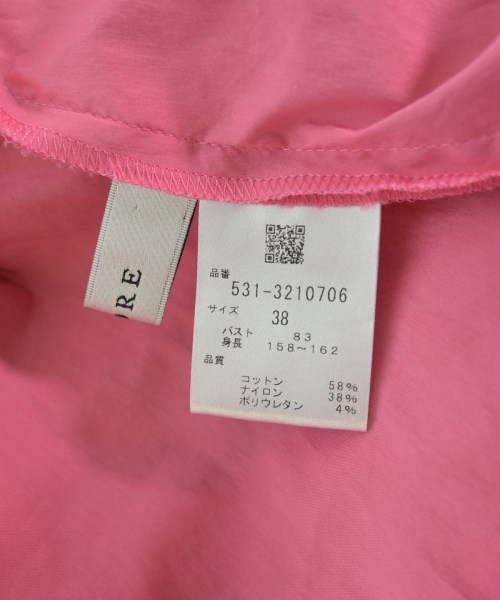 ORE
品番
531-3210706
サイズ
38
バスト 83
身長 158～162
品質
コットン 58%
ナイロン 38%
ポリウレタン 4%